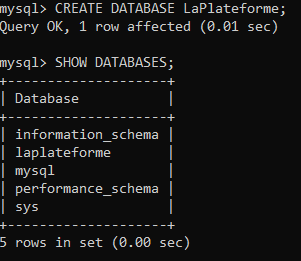 mysql> CREATE DATABASE LaPlateforme;
Query OK, 1 row affected (0.01 sec)

mysql> SHOW DATABASES;
+--------------------+
| Database           |
+--------------------+
| information_schema |
| laplateforme       |
| mysql              |
| performance_schema |
| sys                |
+--------------------+
5 rows in set (0.00 sec)